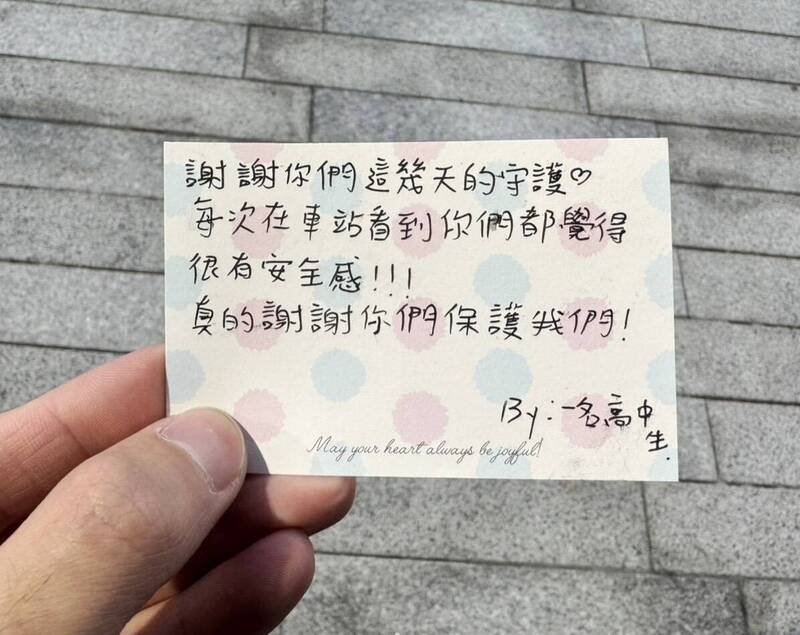 謝謝你們這幾天的守護♡
每次在車站看到你們都覺得
很有安全感!!!
真的謝謝你們保護我們!
By:一名高中
生.
May your heart always be joyful!